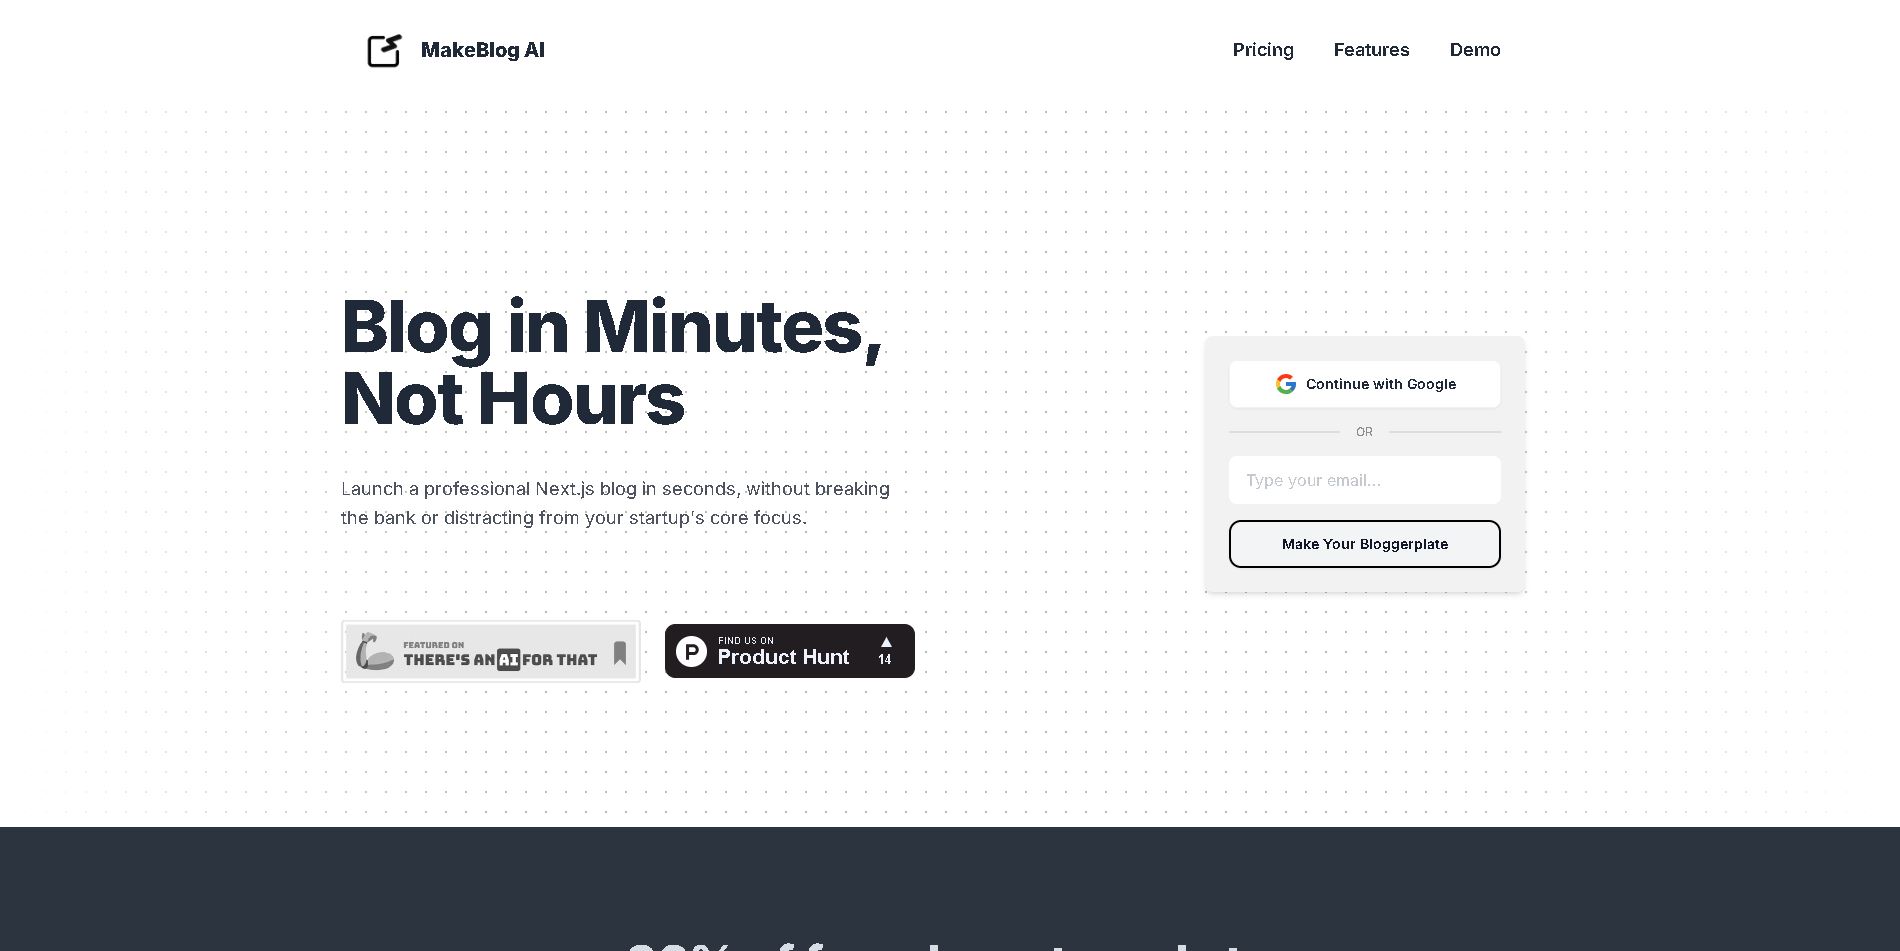 MakeBlog AI
Pricing
Features
Demo
Blog in Minutes,
Not Hours
Launch a professional Next.js blog in seconds, without breaking
the bank or distracting from your startup's core focus.
FEATURED ON
THERE'S AN AI FOR THAT
P
FIND US ON
Product Hunt
14
Continue with Google
OR
Type your email...
Make Your Bloggerplate